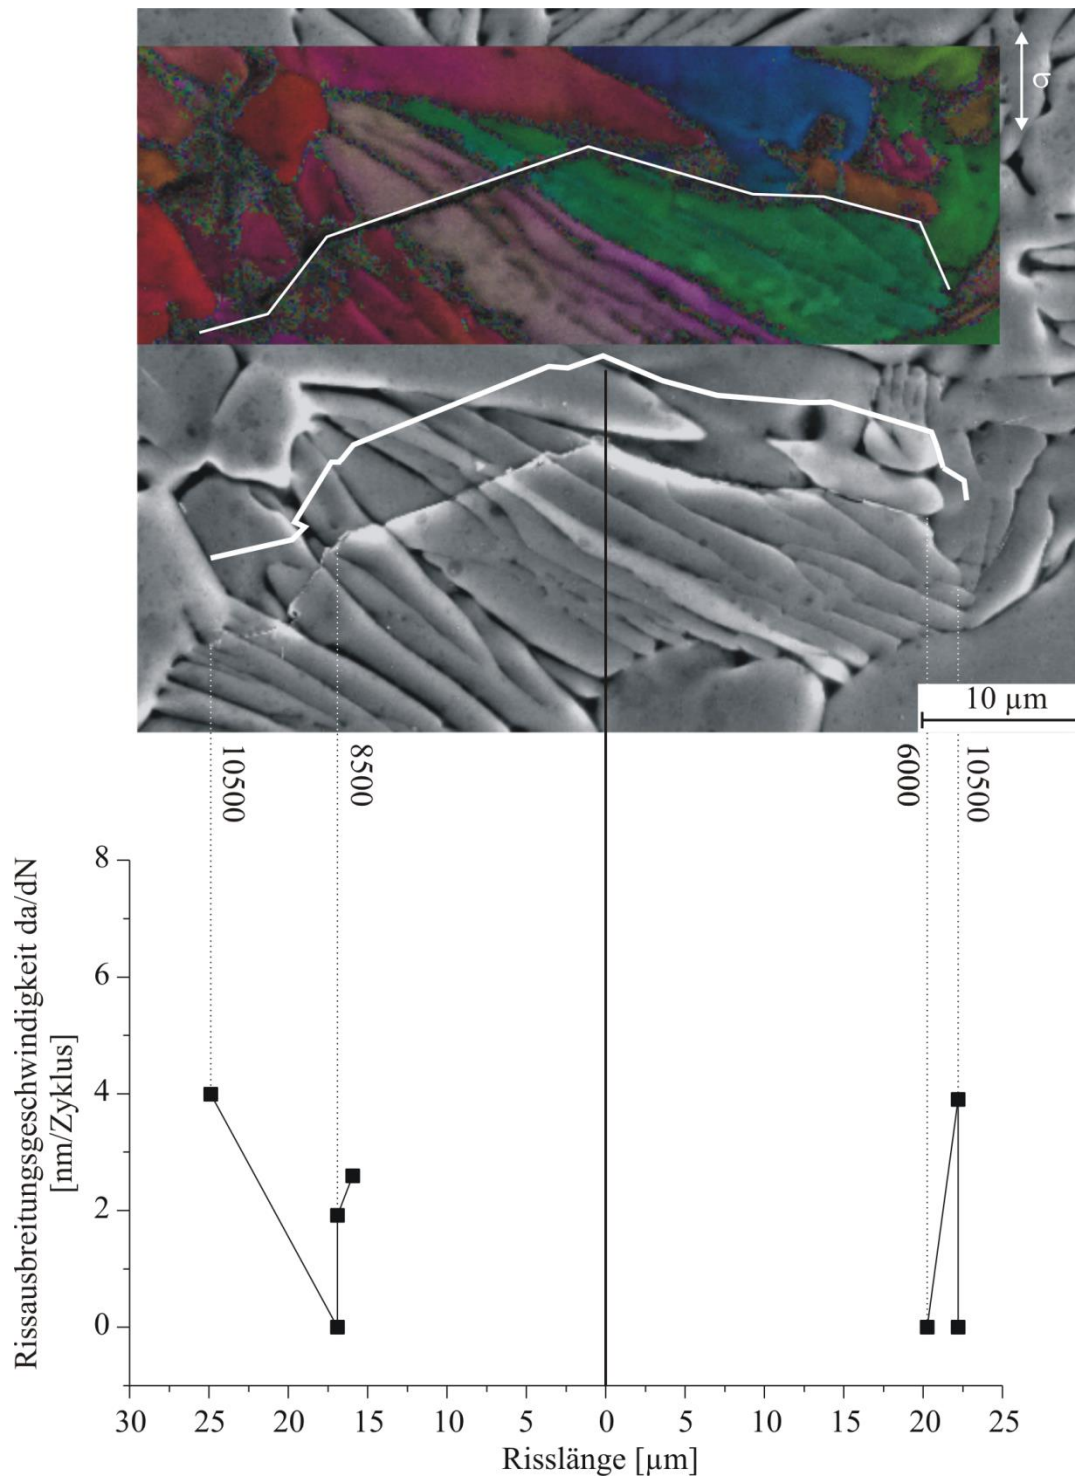 σ
10 µm
10500
8500
6000
10500
Rissausbreitungsgeschwindigkeit da/dN
[nm/Zyklus]
8
6
4
2
0
30 25 20 15 10 5 0 5 10 15 20 25
Risslänge [µm]